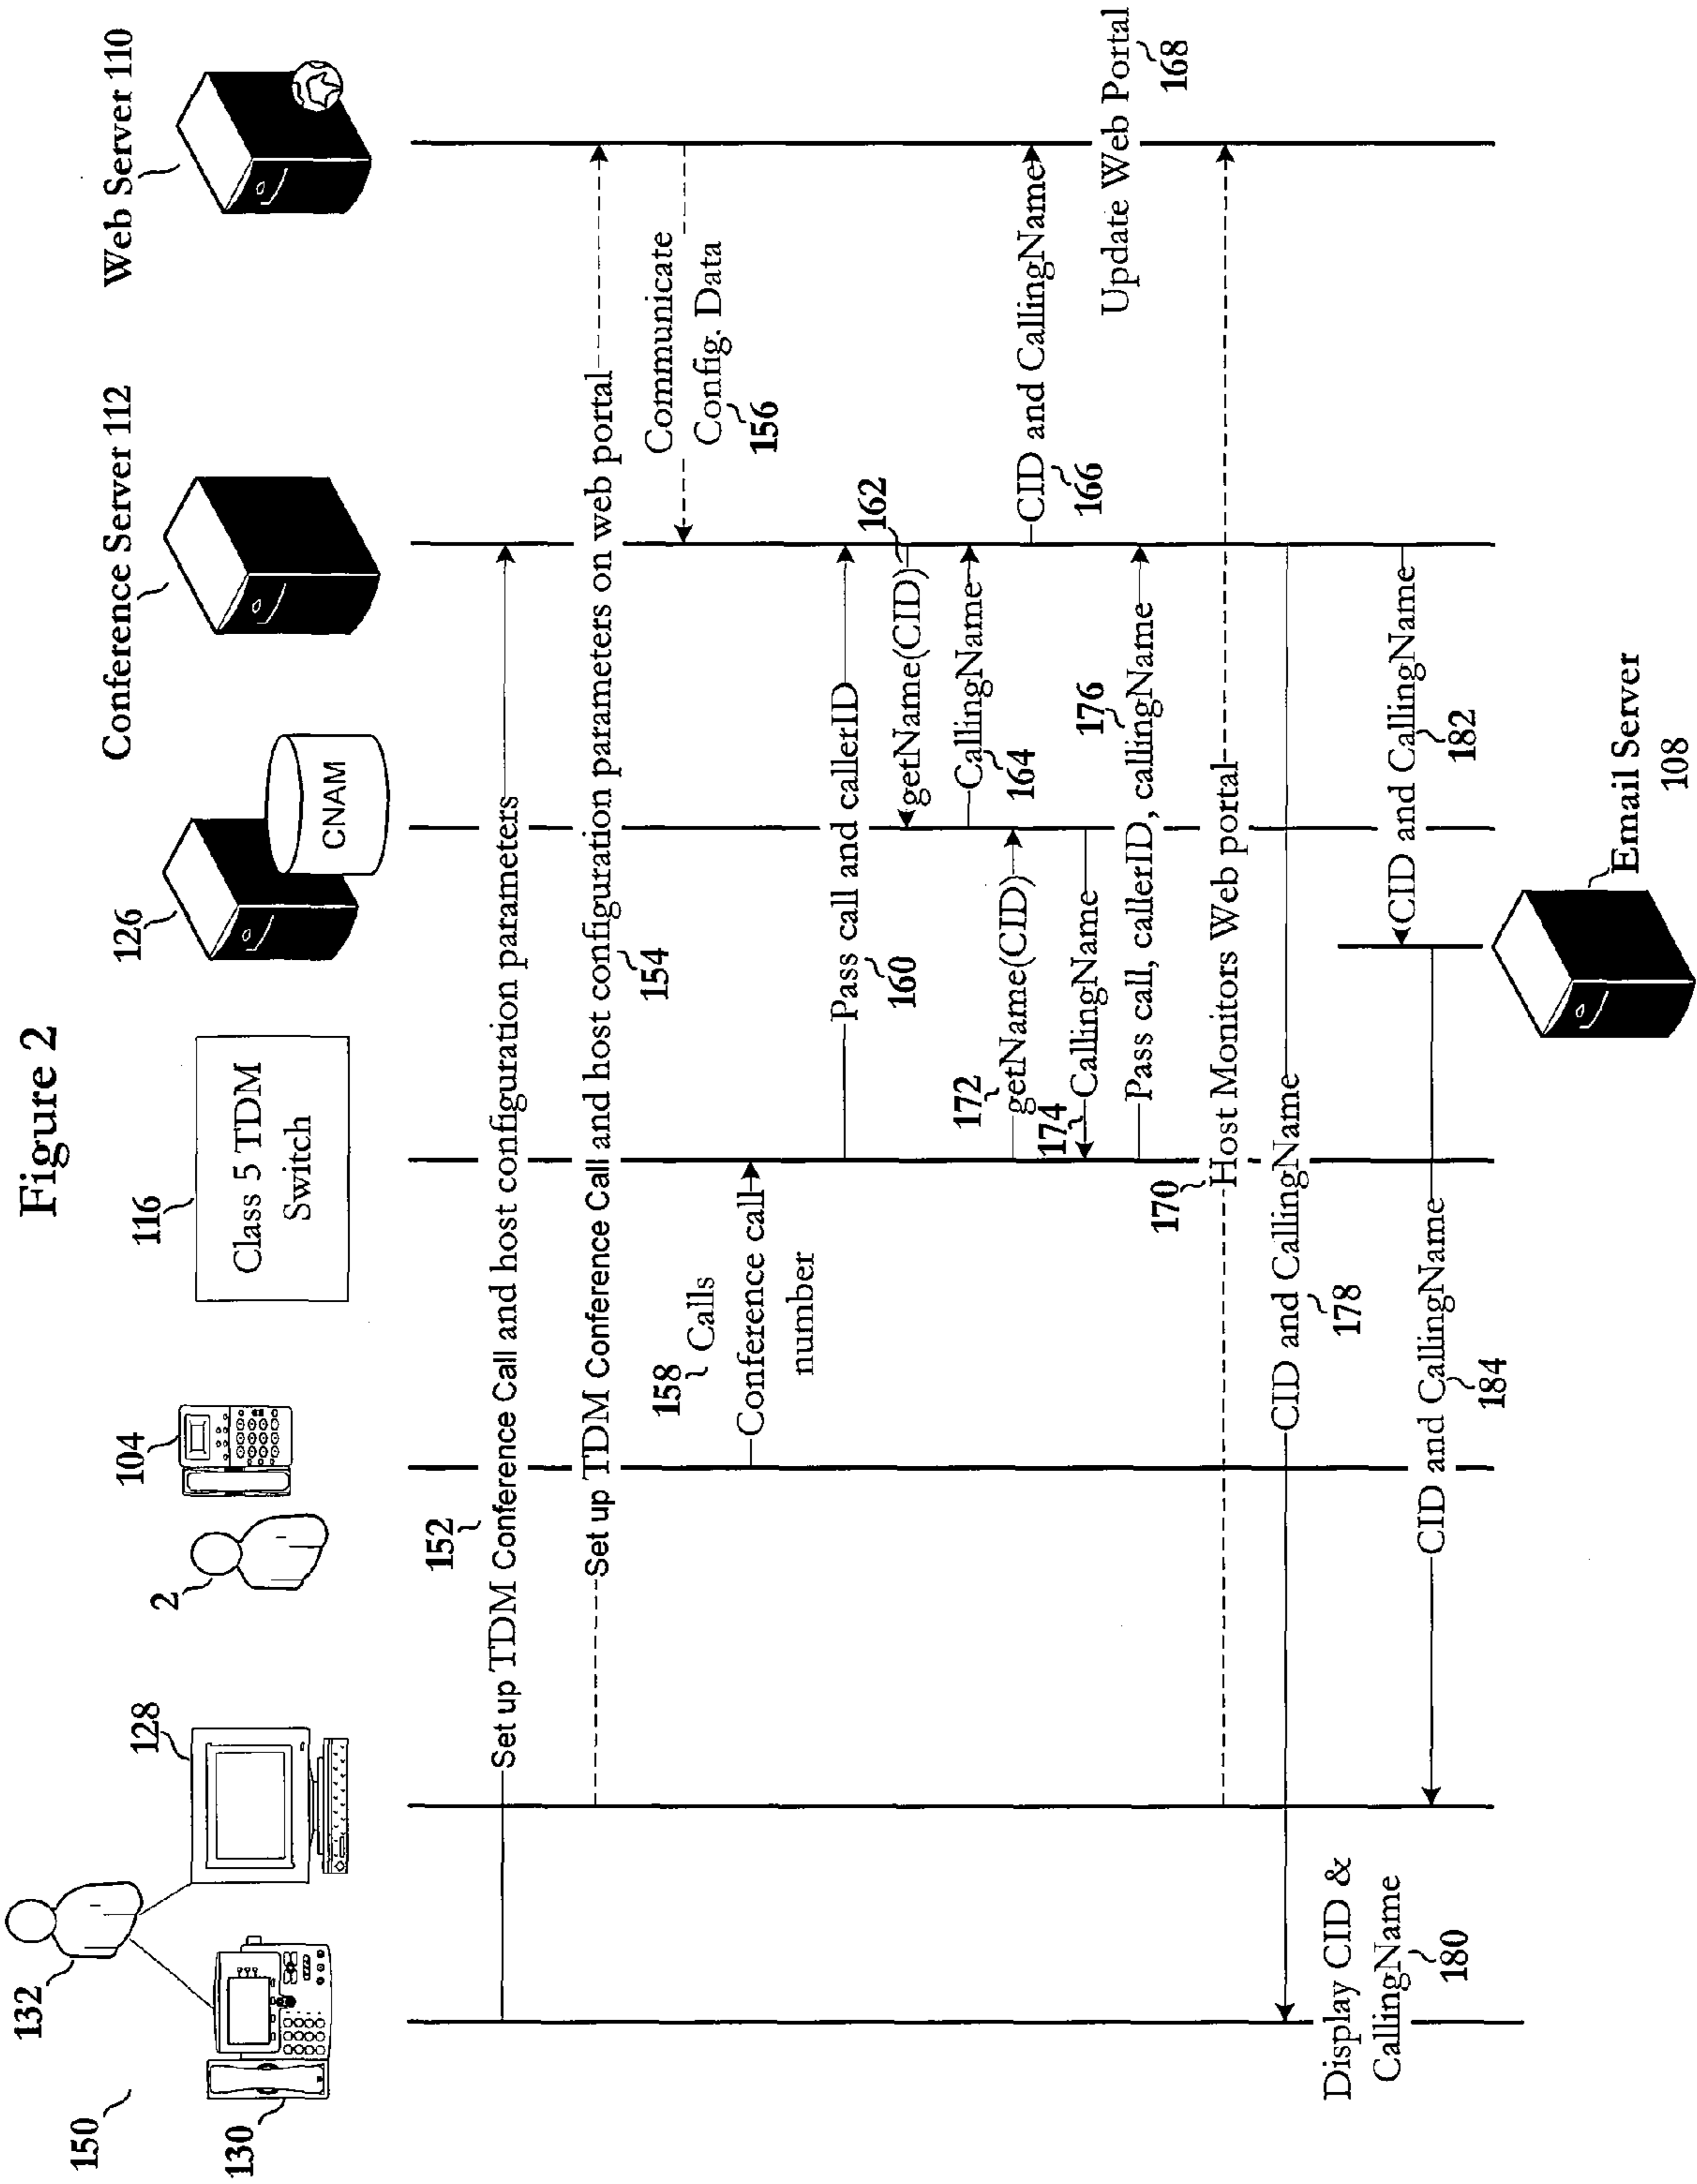 Figure 2
150
132
130
128
2
104
116
Class 5 TDM
Switch
126
CNAM
Conference Server 112
Web Server 110
152
Set up TDM Conference Call and host configuration parameters
Set up TDM Conference Call and host configuration parameters on web portal
154
Communicate
Config. Data
156
158 Calls
Conference call
number
Pass call and callerID
160
162
getName(CID)
CallingName
164
CID and CallingName
166
172
getName(CID)
174
CallingName
176
Pass call, callerID, callingName
Update Web Portal
168
170
Host Monitors Web portal
CID and CallingName
178
Display CID &
CallingName
180
CID and CallingName
182
CID and CallingName
184
Email Server
108